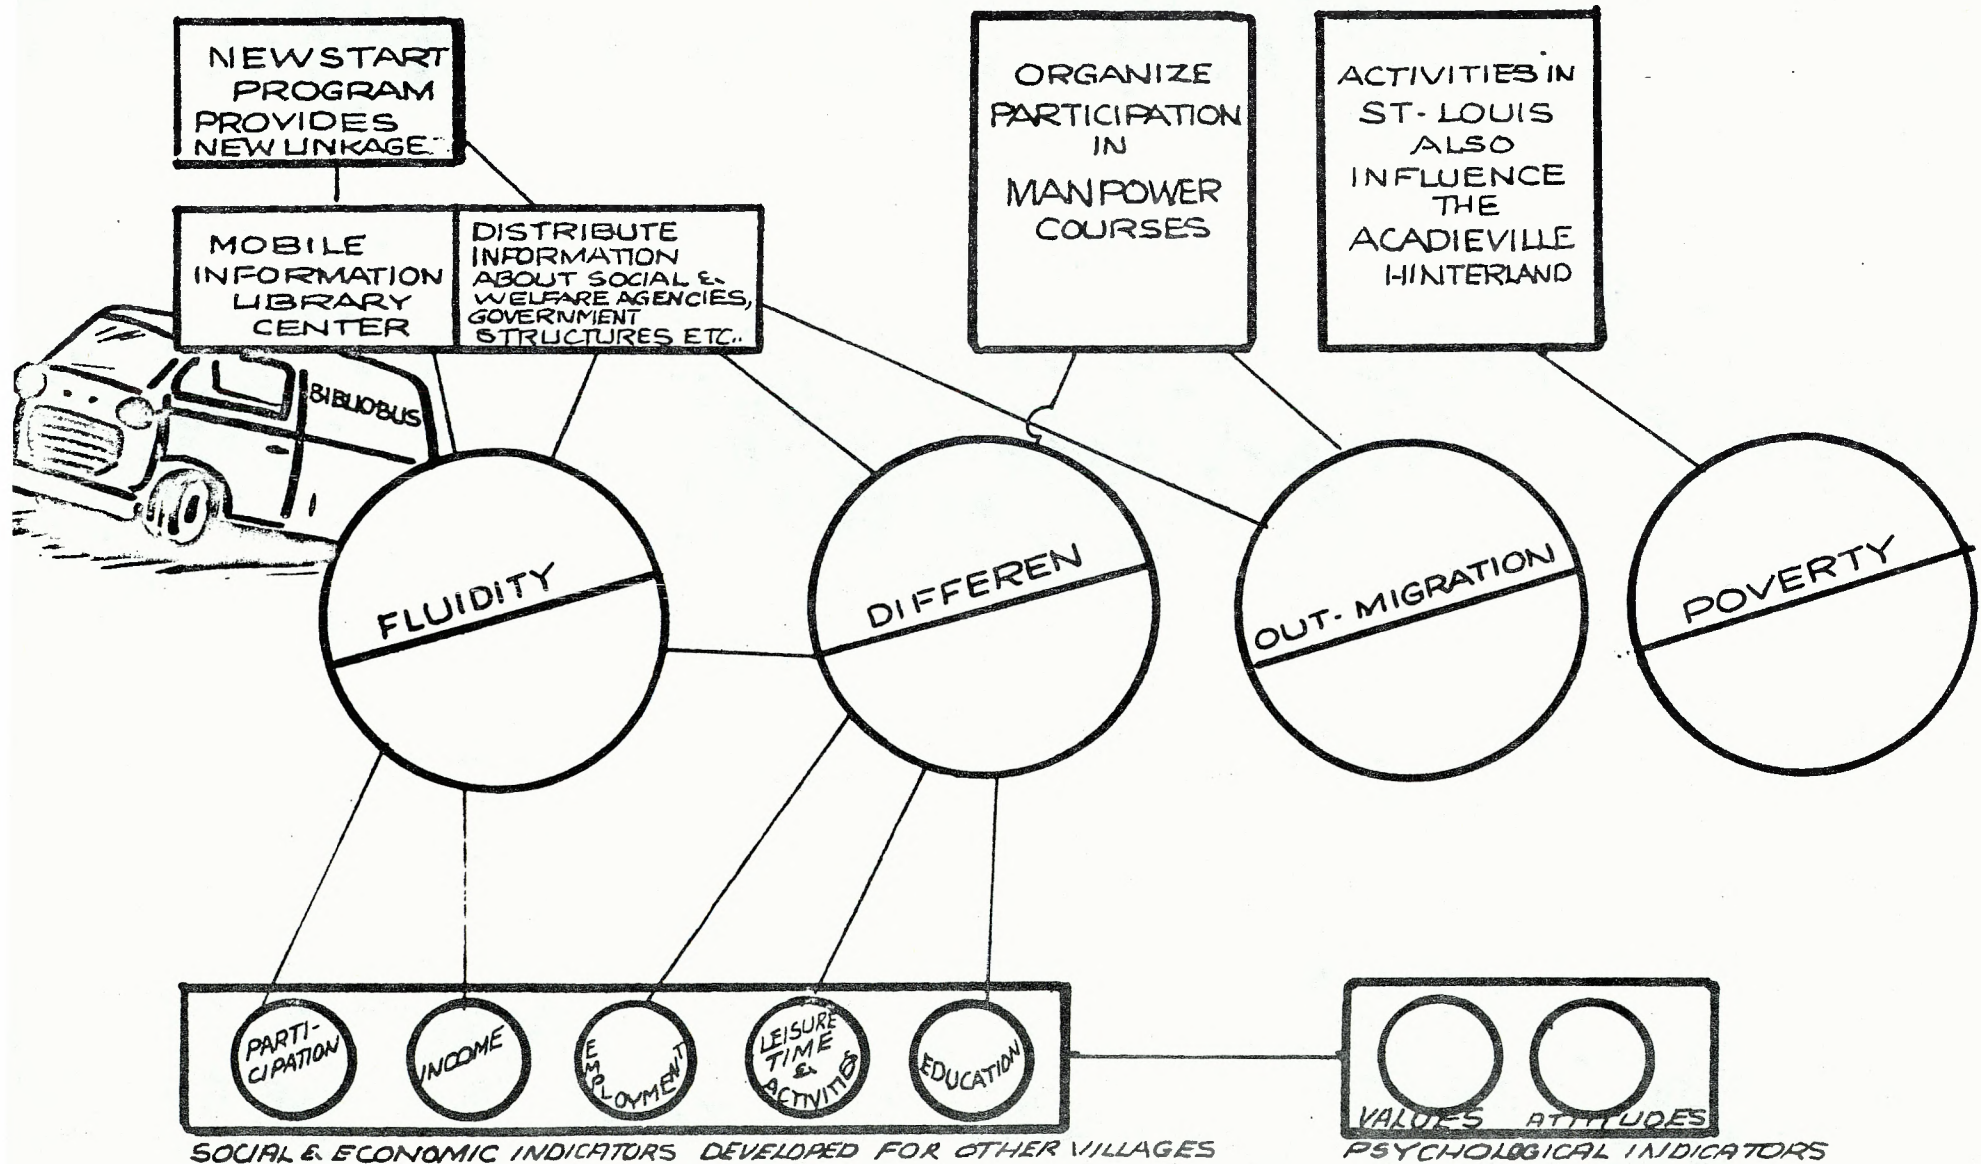 NEWSTART
PROGRAM
PROVIDES
NEW LINKAGE
MOBILE
INFORMATION
LIBRARY
CENTER
DISTRIBUTE
INFORMATION
ABOUT SOCIAL &
WELFARE AGENCIES,
GOVERNMENT
STRUCTURES ETC..
ORGANIZE
PARTICIPATION
IN
MANPOWER
COURSES
ACTIVITIES IN
ST-LOUIS
ALSO
INFLUENCE
THE
ACADIEVILLE
HINTERLAND
BIBLIOBUS
FLUIDITY
DIFFEREN
OUT-MIGRATION
POVERTY
PARTI-
CIPATION
INCOME
EMPLOYMENT
LEISURE
TIME
&
ACTIVITIES
EDUCATION
VALUES
ATTITUDES
SOCIAL & ECONOMIC INDICATORS DEVELOPED FOR OTHER VILLAGES
PSYCHOLOGICAL INDICATORS